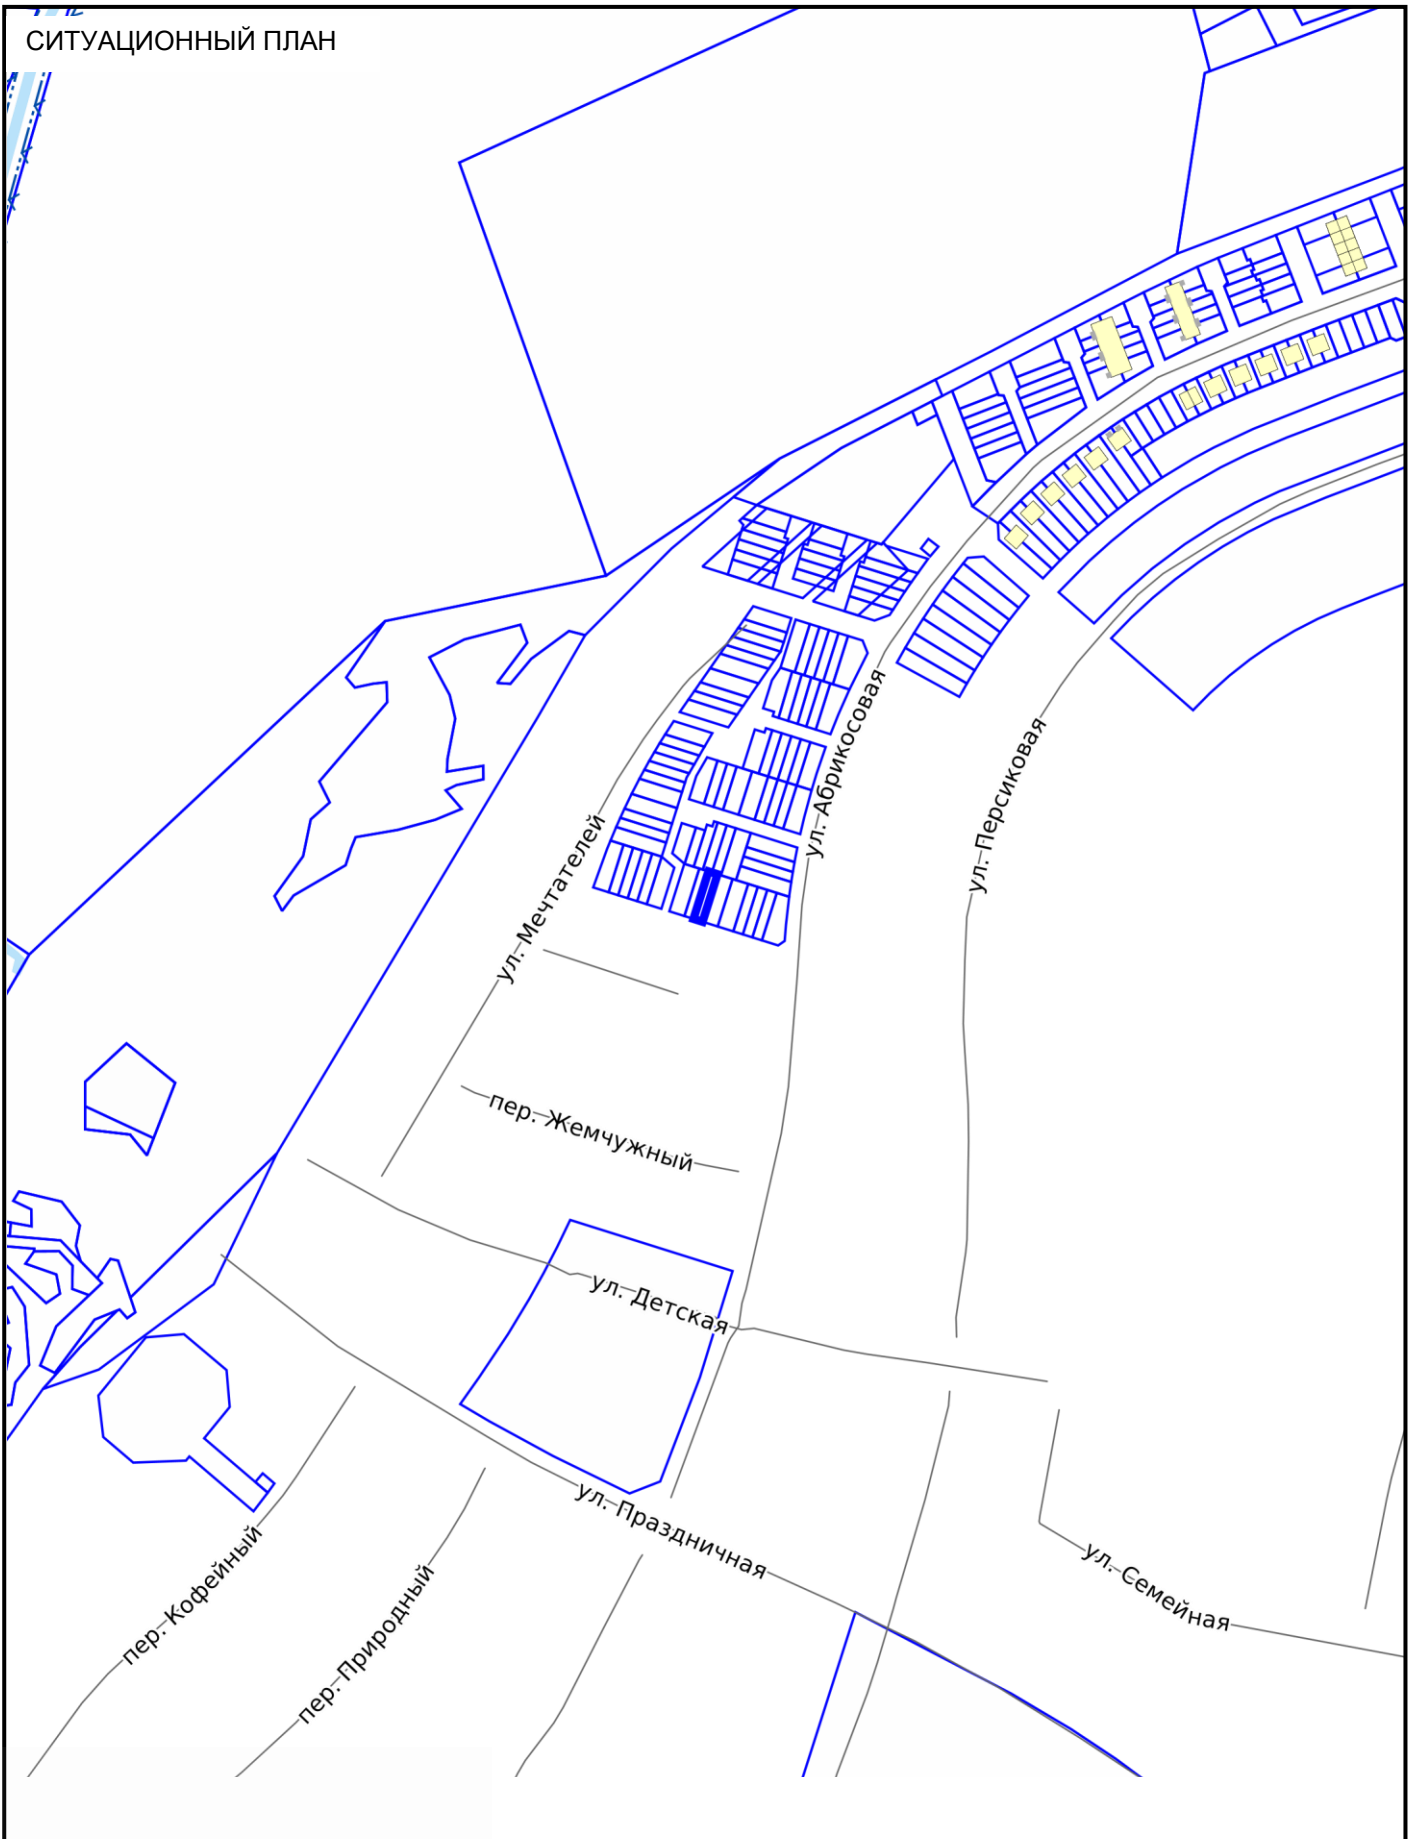 СИТУАЦИОННЫЙ ПЛАН
ул. Абрикосовая
ул. Персиковая
ул. Мечтателей
пер. Жемчужный
ул. Детская
ул. Праздничная
ул. Семейная
пер. Кофейный
пер. Природный